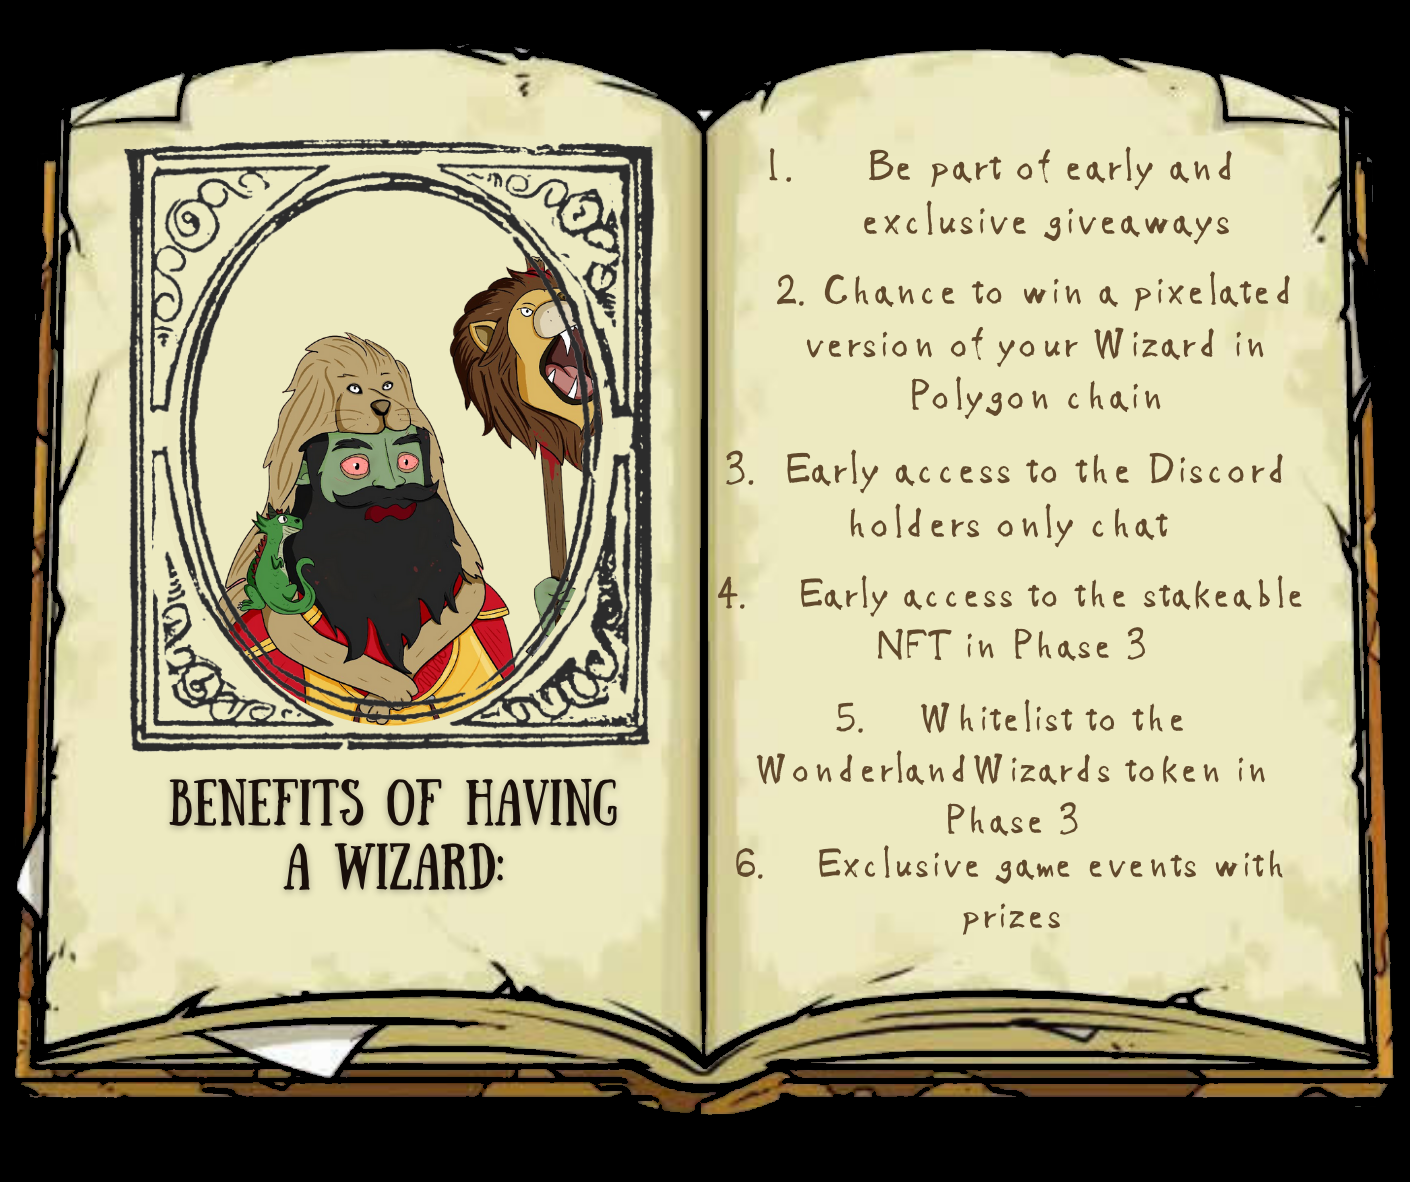 BENEFITS OF HAVING
A WIZARD:
1. Be part of early and
exclusive giveaways
2. Chance to win a pixelated
version of your Wizard in
Polygon chain
3. Early access to the Discord
holders only chat
4. Early access to the stakeable
NFT in Phase 3
5. Whitelist to the
WonderlandWizards token in
Phase 3
6. Exclusive game events with
prizes